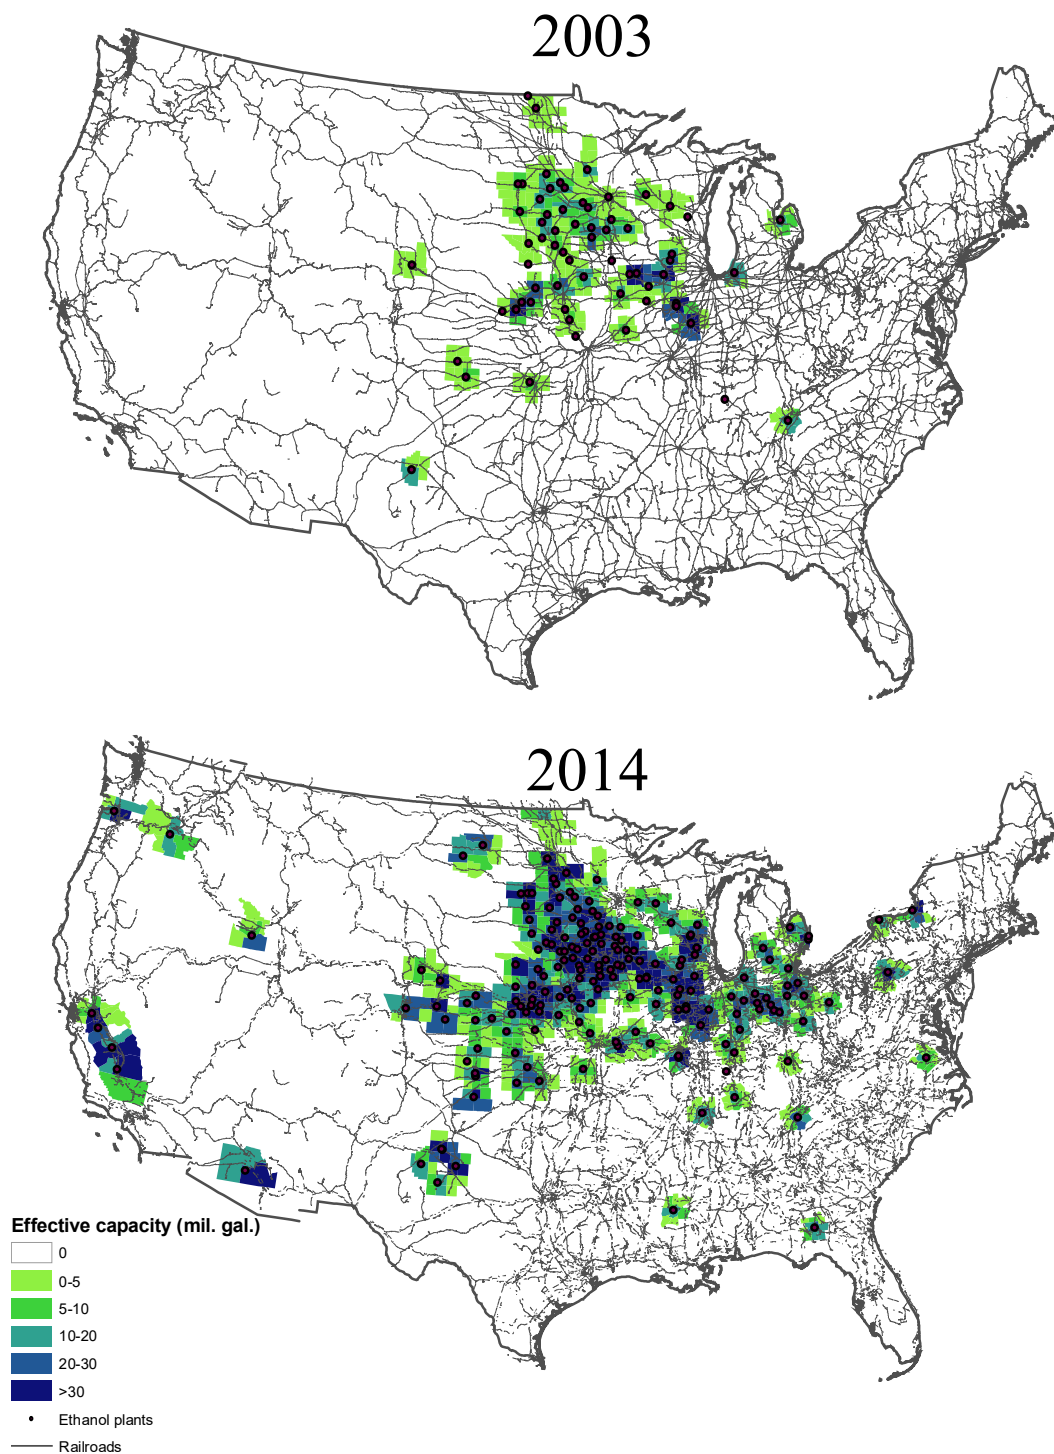 2003
2014
Effective capacity (mil. gal.)
0
0-5
5-10
10-20
20-30
>30
Ethanol plants
Railroads